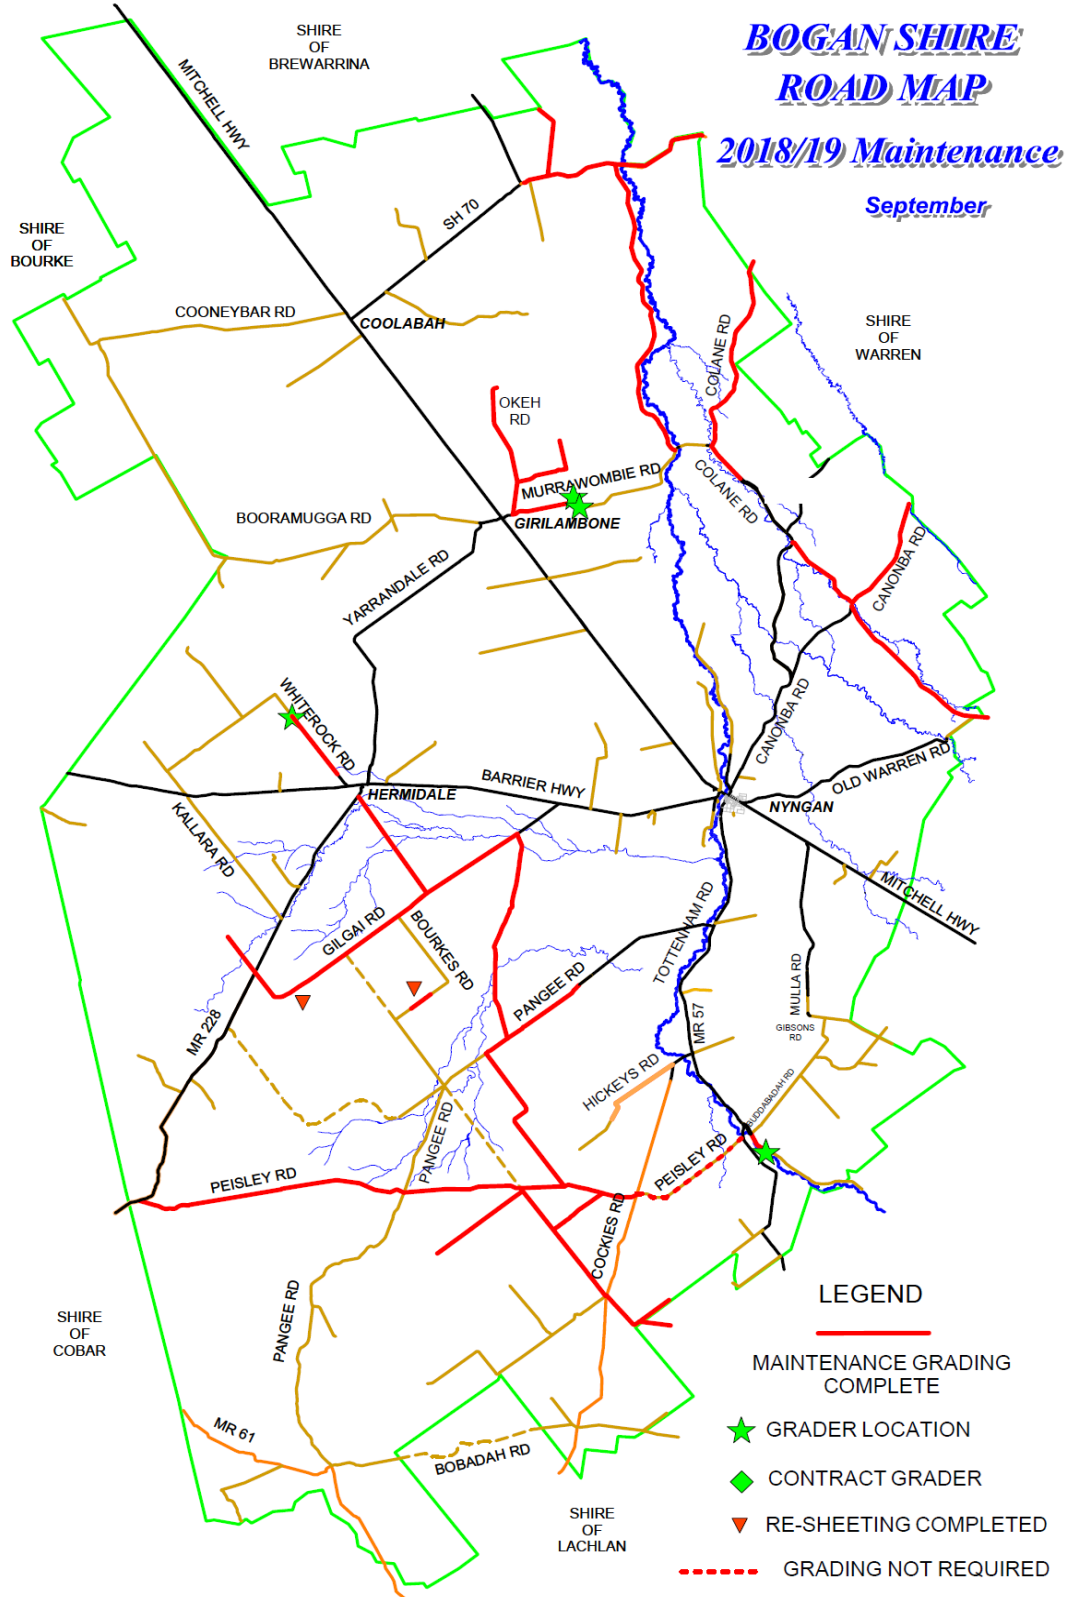 BOGAN SHIRE
ROAD MAP
2018/19 Maintenance
September
SHIRE
OF
BREWARRINA
MITCHELL HWY
SHIRE
OF
BOURKE
SH 70
COONEYBAR RD
COOLABAH
SHIRE
OF
WARREN
COLANE RD
OKEH
RD
MURRAWOMBIE RD
COLANE RD
BOORAMUGGA RD
GIRILAMBONE
YARRANDALE RD
CANONBA RD
WHITEROCK RD
CANONBA RD
BARRIER HWY
OLD WARREN RD
HERMIDALE
NYNGAN
KALLARA RD
MITCHELL HWY
GILGAI RD
BOURKES RD
TOTTENHAM RD
PANGEE RD
MULLA RD
MR 228
MR 57
GIBSONS
RD
HICKEYS RD
BUDDABADAH RD
PANGEE RD
PEISLEY RD
PEISLEY RD
COCKIES RD
PANGEE RD
SHIRE
OF
COBAR
MR 61
BOBADAH RD
SHIRE
OF
LACHLAN
LEGEND
MAINTENANCE GRADING
COMPLETE
GRADER LOCATION
CONTRACT GRADER
RE-SHEETING COMPLETED
GRADING NOT REQUIRED